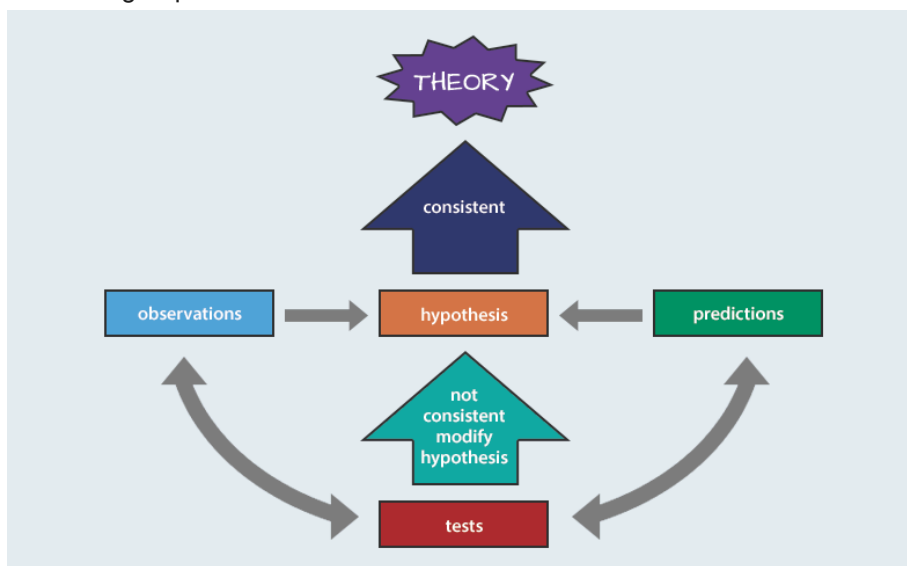 THEORY
consistent
observations
hypothesis
predictions
not
consistent
modify
hypothesis
tests